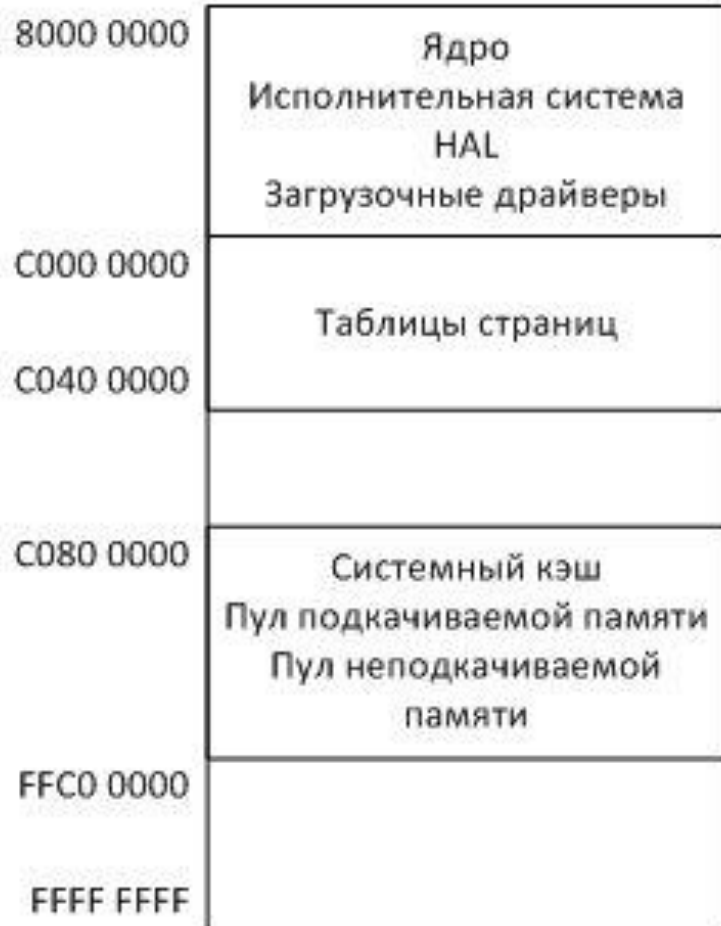 8000 0000
Ядро
Исполнительная система
HAL
Загрузочные драйверы
C000 0000
Таблицы страниц
C040 0000
C080 0000
Системный кэш
Пул подкачиваемой памяти
Пул неподкачиваемой
памяти
FFC0 0000
FFFF FFFF